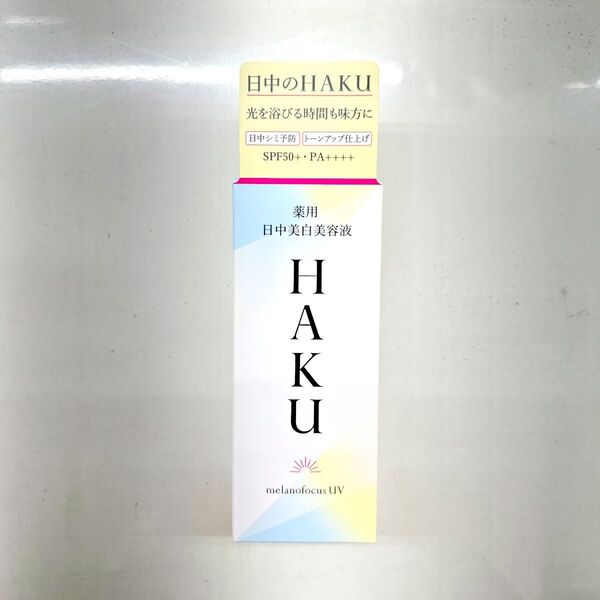 日中のHAKU
光を浴びる時間も味方に
日中シミ予防 トーンアップ仕上げ
SPF50+・PA++++
薬用
日中美白美容液
HAKU
melanofocus UV